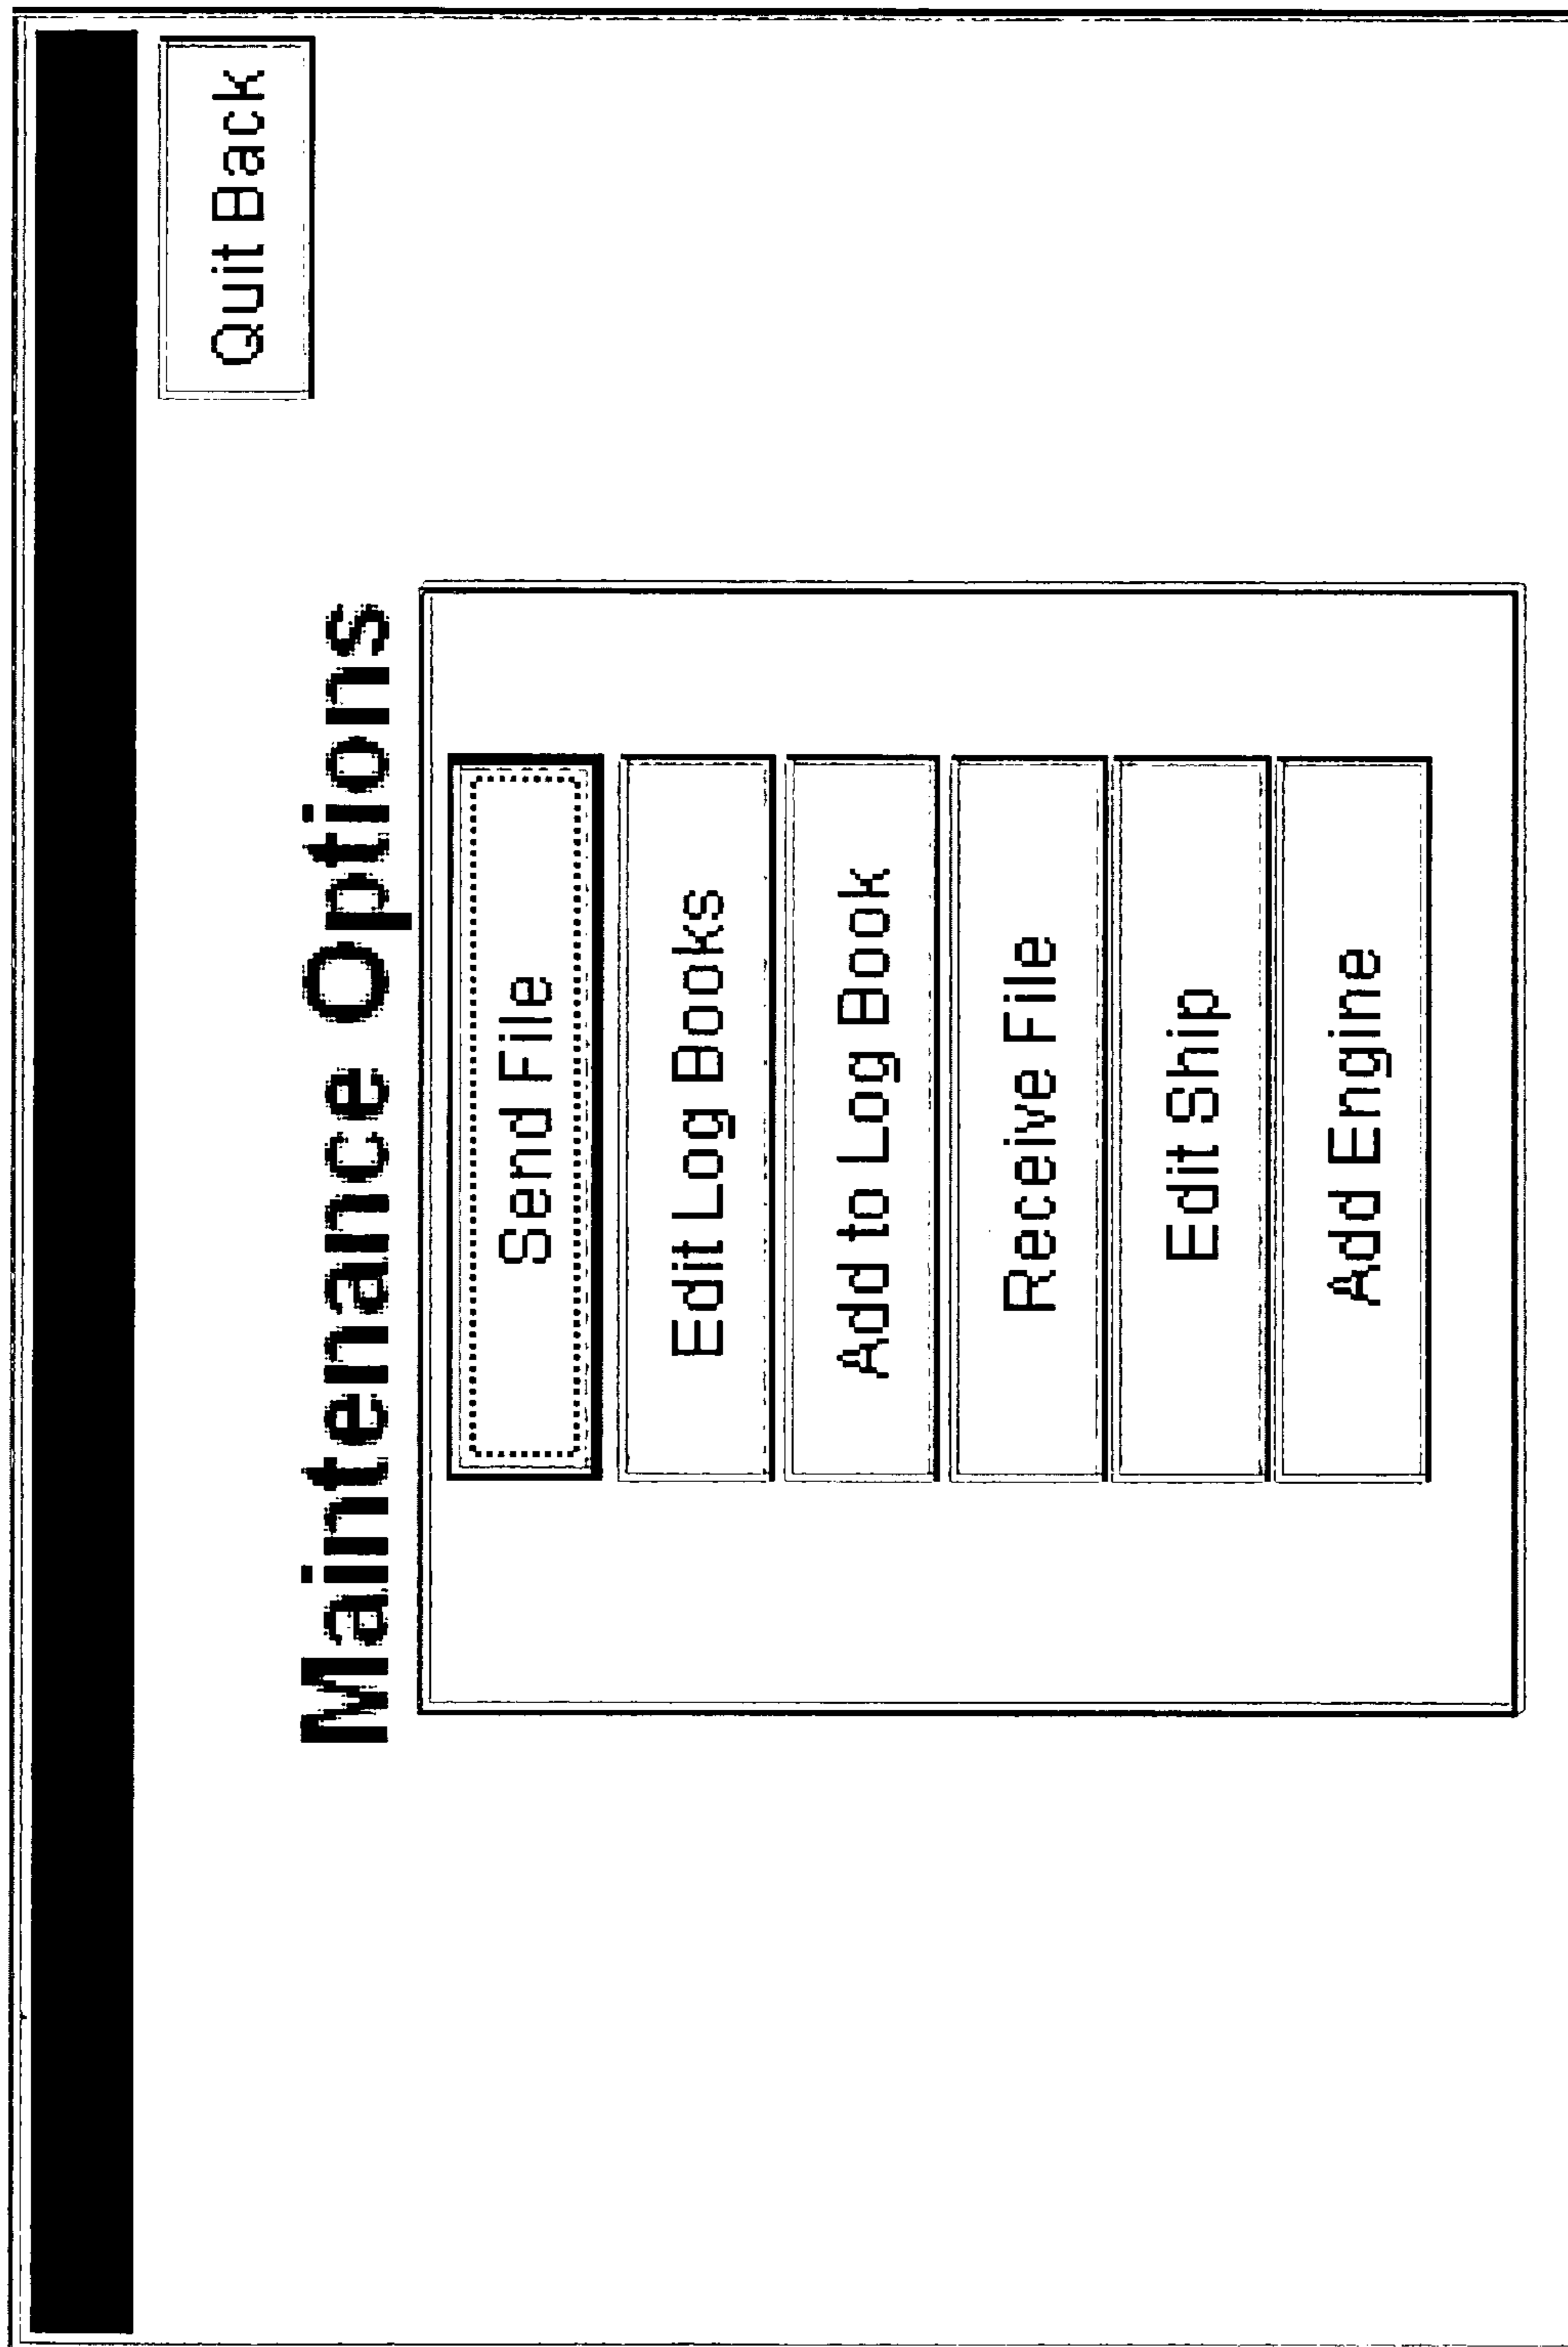 Quit Back
Maintenance Options
Send File
Edit Log Books
Add to Log Book
Receive File
Edit Ship
Add Engine